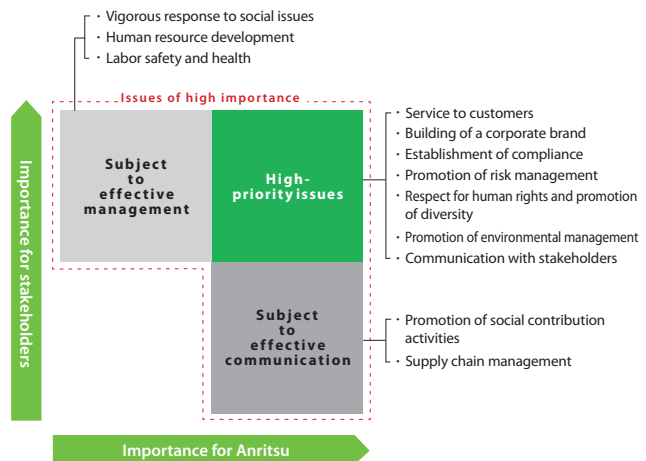 ・Vigorous response to social issues
・Human resource development
・Labor safety and health
Issues of high importance
Importance for stakeholders
Subject
to
effective
management
High-
priority issues
・Service to customers
・Building of a corporate brand
・Establishment of compliance
・Promotion of risk management
・Respect for human rights and promotion
of diversity
・Promotion of environmental management
・Communication with stakeholders
Subject
to
effective
communication
・Promotion of social contribution
activities
・Supply chain management
Importance for Anritsu